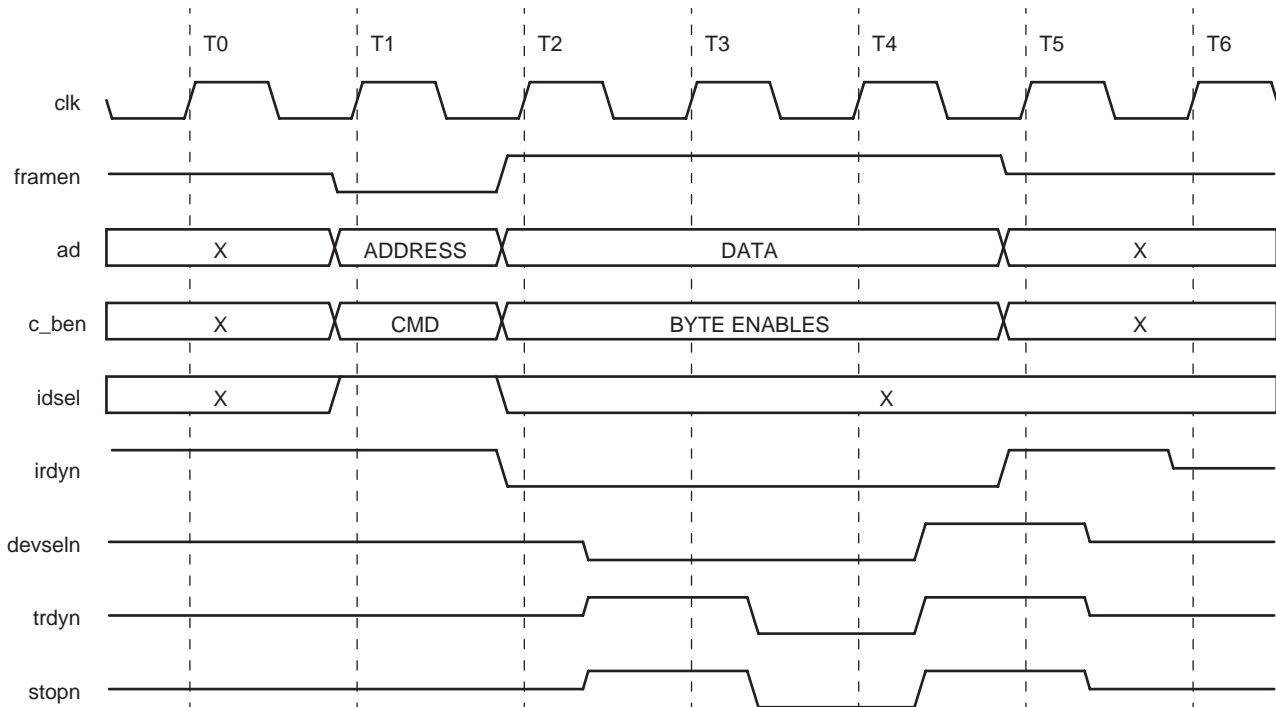 T0 T1 T2 T3 T4 T5 T6
clk
framen
ad X ADDRESS DATA X
c_ben X CMD BYTE ENABLES X
idsel X X
irdyn
devseln
trdyn
stopn